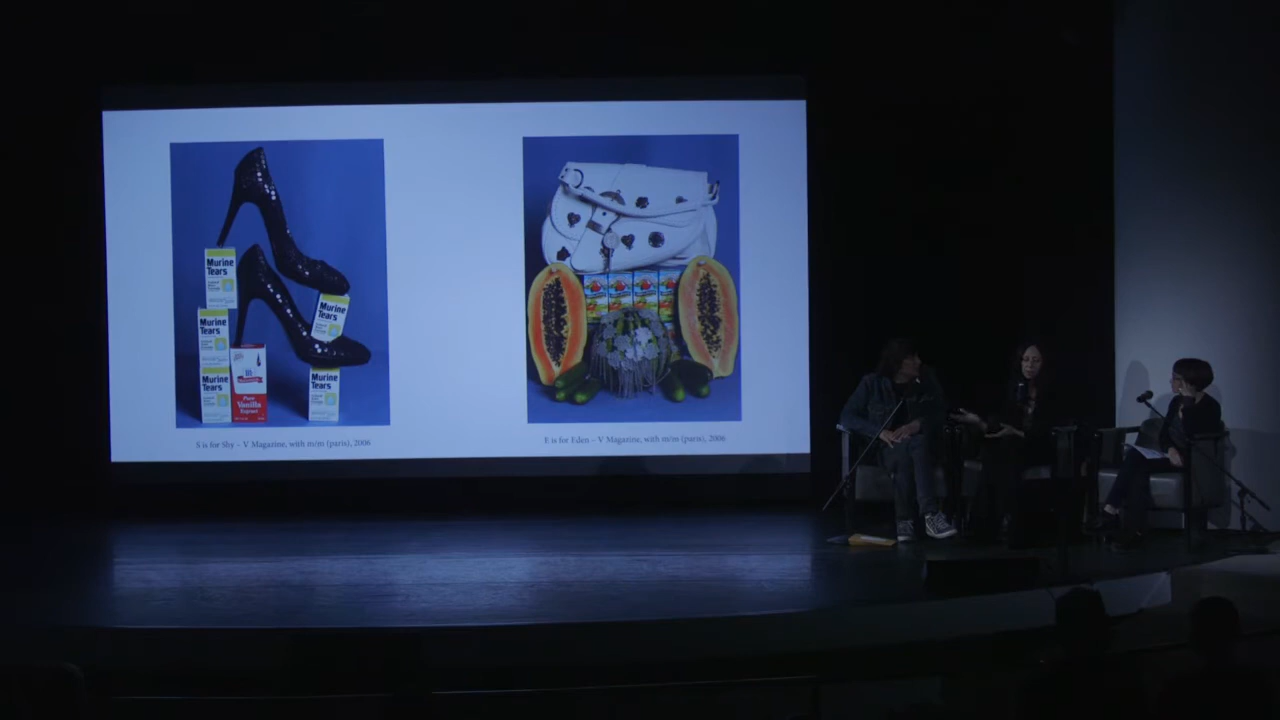 Murine
Tears
Murine
Tears
Murine
Tears
Murine
Tears
Pure
Vanilla
Extract
Murine
Tears
S is for Shy – V Magazine, with m/m (paris), 2006
E is for Eden – V Magazine, with m/m (paris), 2006